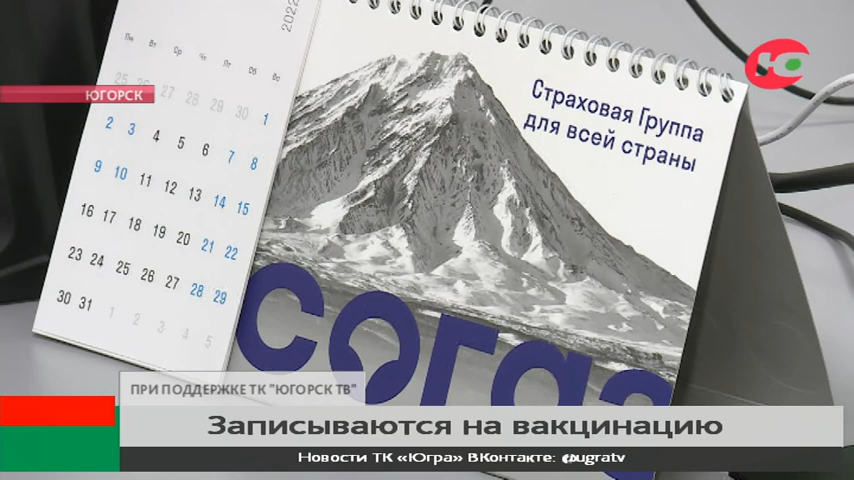 2022
Пн Вт Ср Чт Пт Сб Вс
25 26 27 28 29 30 1
2 3 4 5 6 7 8
9 10 11 12 13 14 15
16 17 18 19 20 21 22
23 24 25 26 27 28 29
30 31 1 2 3 4 5
Страховая Группа
для всей страны
согаз
Ю
ЮГОРСК
ПРИ ПОДДЕРЖКЕ ТК "ЮГОРСК ТВ"
Записываются на вакцинацию
Новости ТК «Югра» ВКонтакте: @ugratv